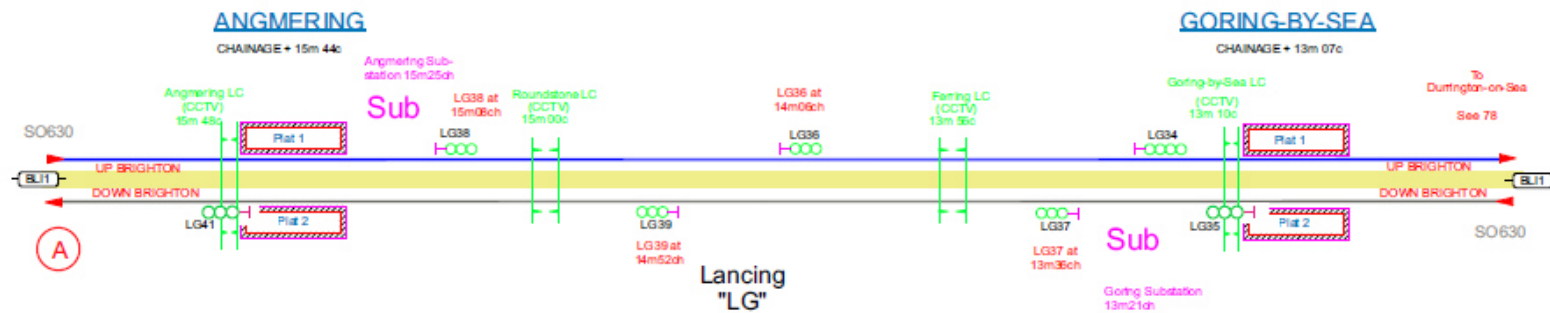 ANGMERING
CHAINAGE + 15m 44c
GORING-BY-SEA
CHAINAGE + 13m 07c
Angmering Sub-
station 15m25ch
Sub
Angmering LC
(CCTV)
15m 48c
LG38 at
15m08ch
Roundstone LC
(CCTV)
15m 00c
LG36 at
14m06ch
Ferring LC
(CCTV)
13m 56c
Goring-by-Sea LC
(CCTV)
13m 10c
To
Durrington-on-Sea
See 78
SO630
Plat 1
LG38
LG36
LG34
Plat 1
UP BRIGHTON
UP BRIGHTON
BLI1
BLI1
DOWN BRIGHTON
DOWN BRIGHTON
LG41
Plat 2
LG39
LG37
LG35
Plat 2
SO630
A
LG39 at
14m52ch
LG37 at
13m36ch
Sub
Goring Substation
13m21ch
Lancing
"LG"